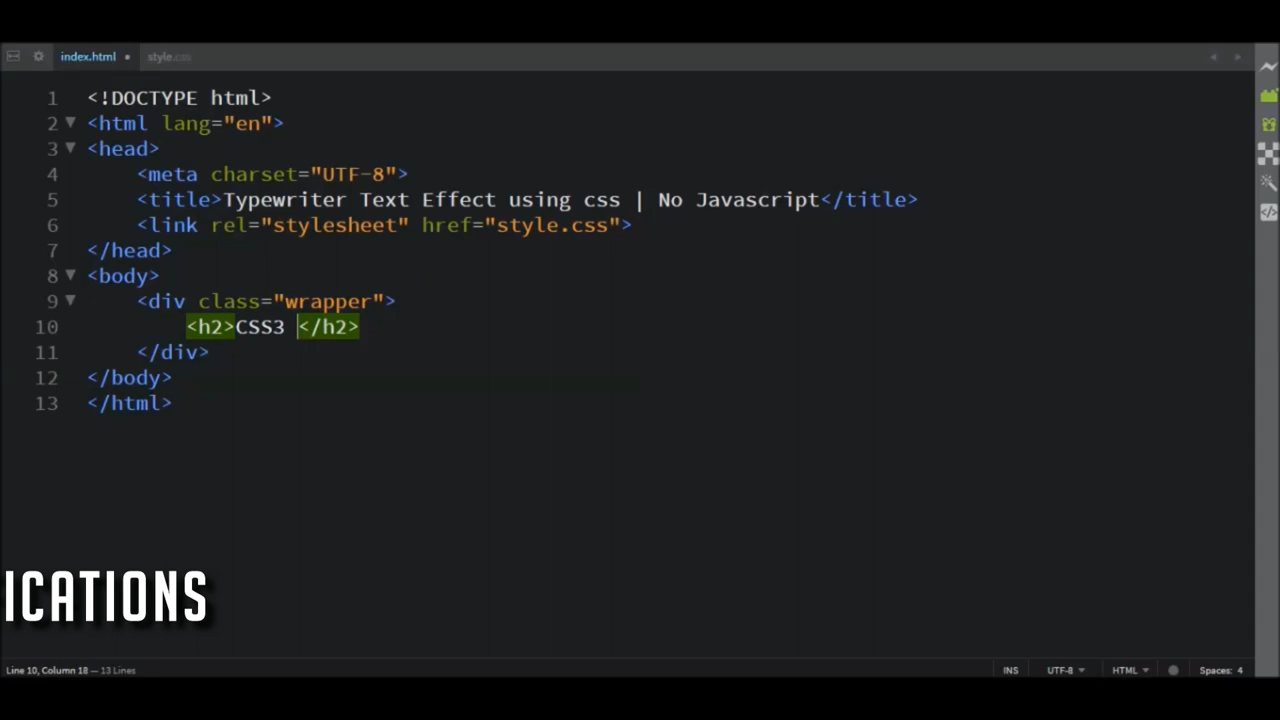 index.html • style.css
1 <!DOCTYPE html>
2 <html lang="en">
3 <head>
4 <meta charset="UTF-8">
5 <title>Typewriter Text Effect using css | No Javascript</title>
6 <link rel="stylesheet" href="style.css">
7 </head>
8 <body>
9 <div class="wrapper">
10 <h2>CSS3 </h2>
11 </div>
12 </body>
13 </html>
ICATIONS
Line 10, Column 18 — 13 Lines INS UTF-8 HTML Spaces: 4